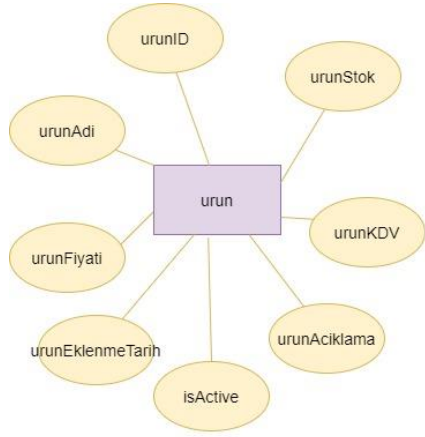 urunID
urunStok
urunAdi
urun
urunKDV
urunFiyati
urunAciklama
urunEklenmeTarih
isActive